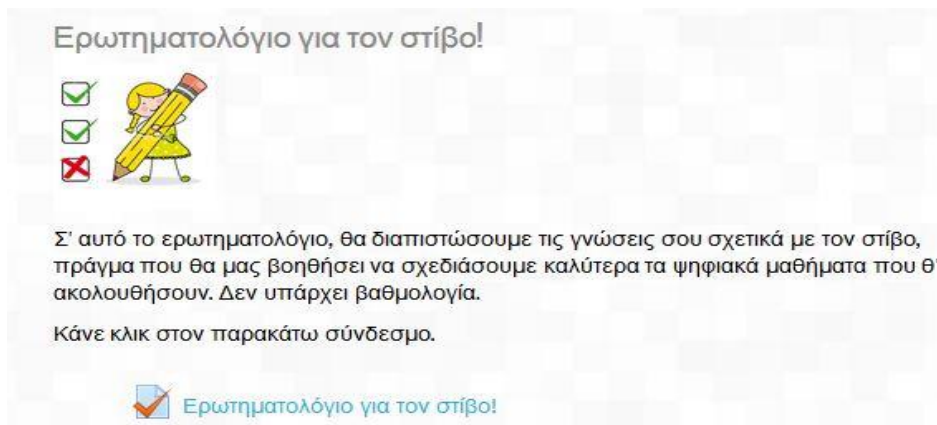 Ερωτηματολόγιο για τον στίβο!
Σ' αυτό το ερωτηματολόγιο, θα διαπιστώσουμε τις γνώσεις σου σχετικά με τον στίβο,
πράγμα που θα μας βοηθήσει να σχεδιάσουμε καλύτερα τα ψηφιακά μαθήματα που θ'
ακολουθήσουν. Δεν υπάρχει βαθμολογία.
Κάνε κλικ στον παρακάτω σύνδεσμο.
Ερωτηματολόγιο για τον στίβο!